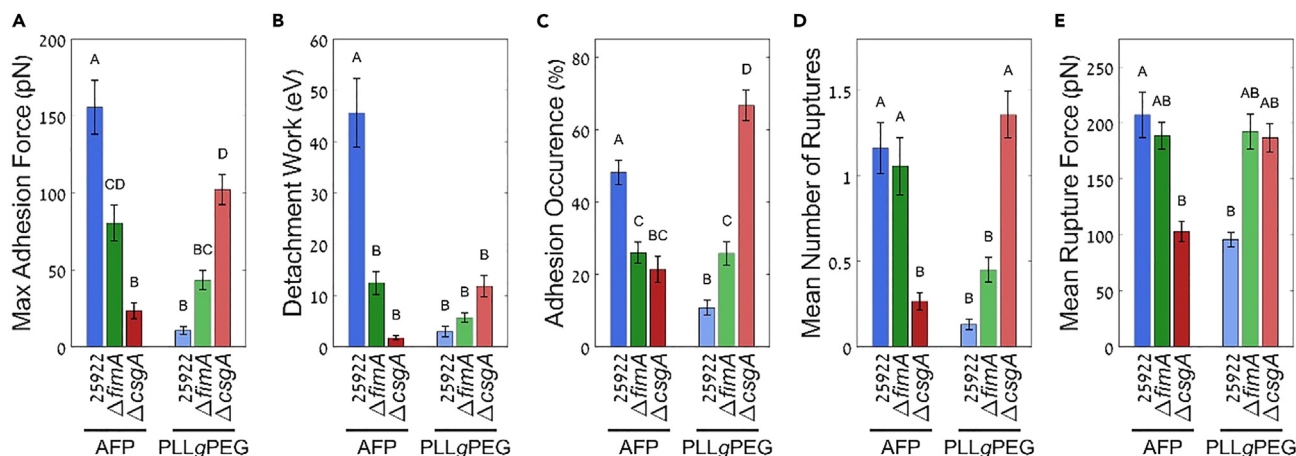 A
Max Adhesion Force (pN)
200
150
100
50
0
A
CD
B
B
BC
D
25922
ΔfimA
ΔcsgA
25922
ΔfimA
ΔcsgA
AFP
PLLgPEG
B
Detachment Work (eV)
60
50
40
30
20
10
0
A
B
B
B
B
B
25922
ΔfimA
ΔcsgA
25922
ΔfimA
ΔcsgA
AFP
PLLgPEG
C
Adhesion Occurence (%)
80
60
40
20
0
A
C
BC
B
C
D
25922
ΔfimA
ΔcsgA
25922
ΔfimA
ΔcsgA
AFP
PLLgPEG
D
Mean Number of Ruptures
1.5
1
0.5
0
A
A
B
B
B
A
25922
ΔfimA
ΔcsgA
25922
ΔfimA
ΔcsgA
AFP
PLLgPEG
E
Mean Rupture Force (pN)
250
200
150
100
50
0
A
AB
B
B
AB
AB
25922
ΔfimA
ΔcsgA
25922
ΔfimA
ΔcsgA
AFP
PLLgPEG